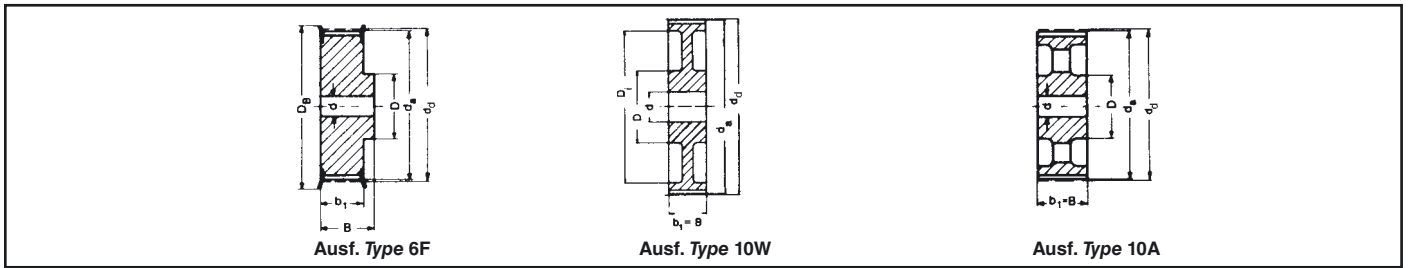 D_B
d
D
d_a
d_d
b_1
B
Ausf. Type 6F
D_i
D
d
d_a
d_d
b_1 = B
Ausf. Type 10W
d
D
d_a
d_d
b_1=B
Ausf. Type 10A